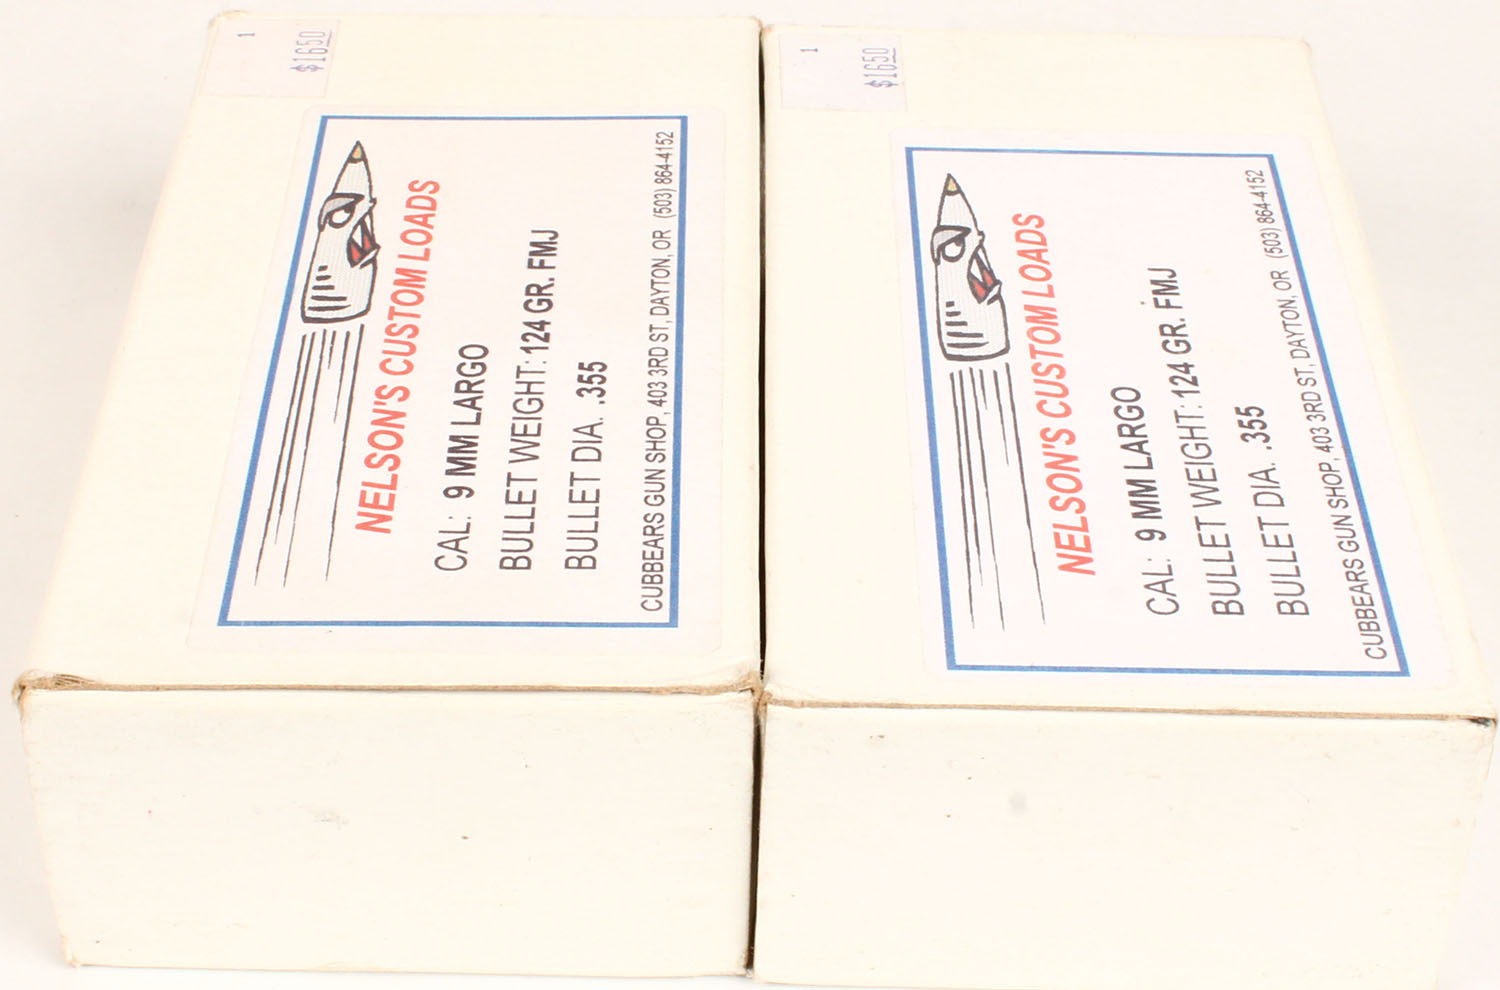 1
$1650
NELSON'S CUSTOM LOADS
CAL: 9 MM LARGO
BULLET WEIGHT: 124 GR. FMJ
BULLET DIA. .355
CUBBEARS GUN SHOP, 403 3RD ST, DAYTON, OR (503) 864-4152
1
$1650
NELSON'S CUSTOM LOADS
CAL: 9 MM LARGO
BULLET WEIGHT: 124 GR. FMJ
BULLET DIA. .355
CUBBEARS GUN SHOP, 403 3RD ST, DAYTON, OR (503) 864-4152